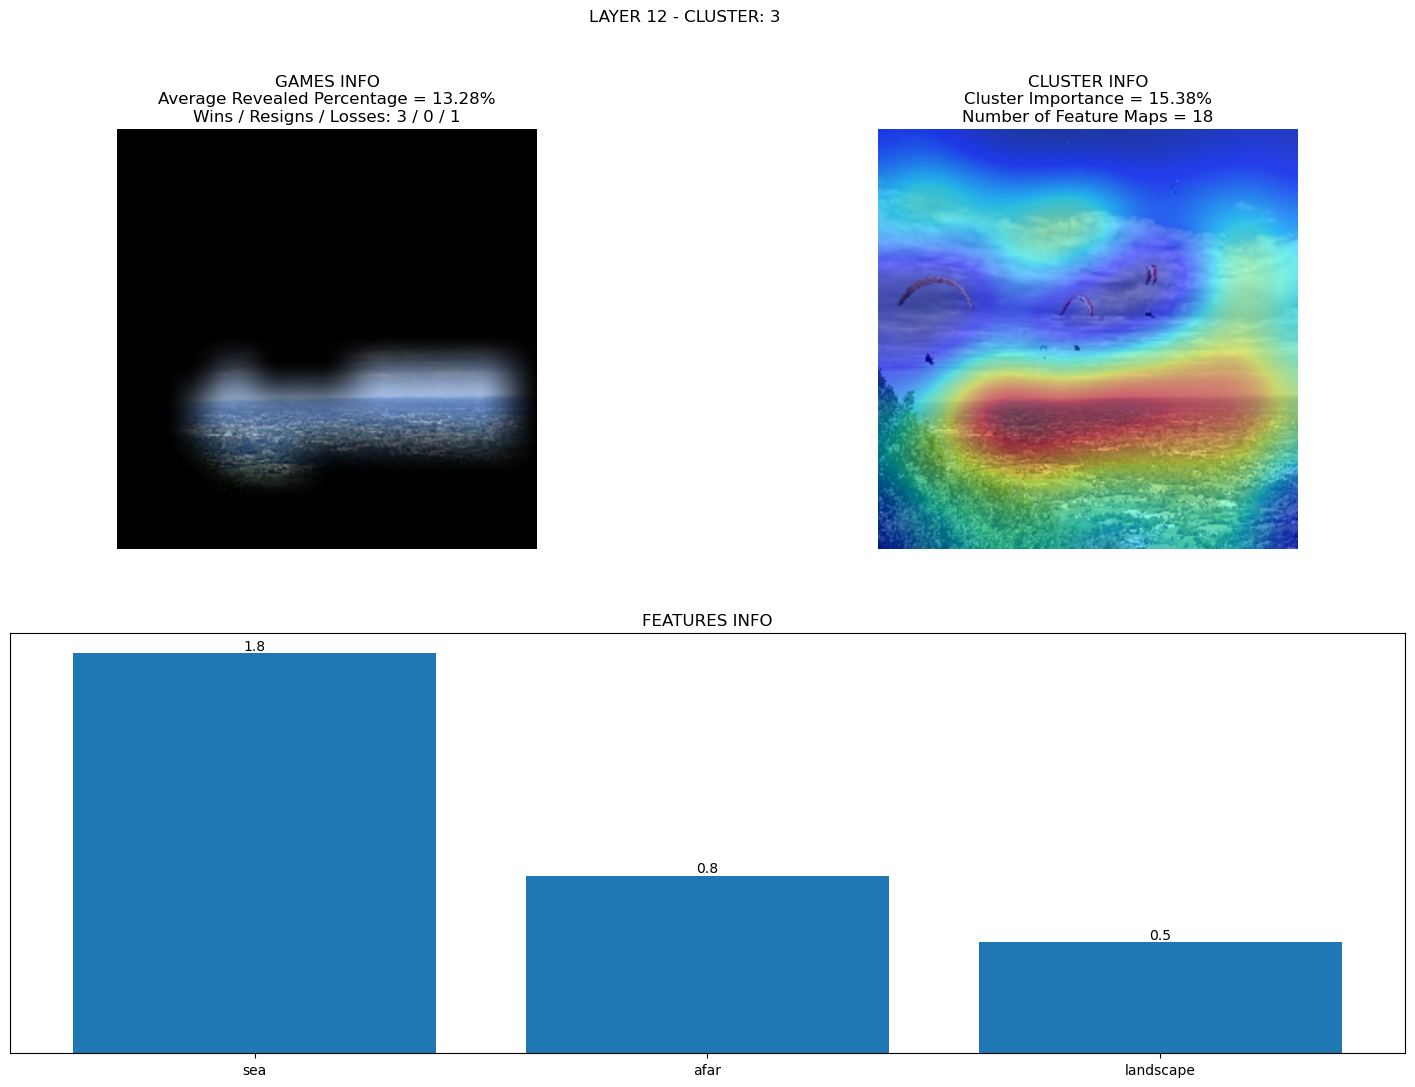 LAYER 12 - CLUSTER: 3
GAMES INFO
Average Revealed Percentage = 13.28%
Wins / Resigns / Losses: 3 / 0 / 1
CLUSTER INFO
Cluster Importance = 15.38%
Number of Feature Maps = 18
FEATURES INFO
1.8
0.8
0.5
sea
afar
landscape